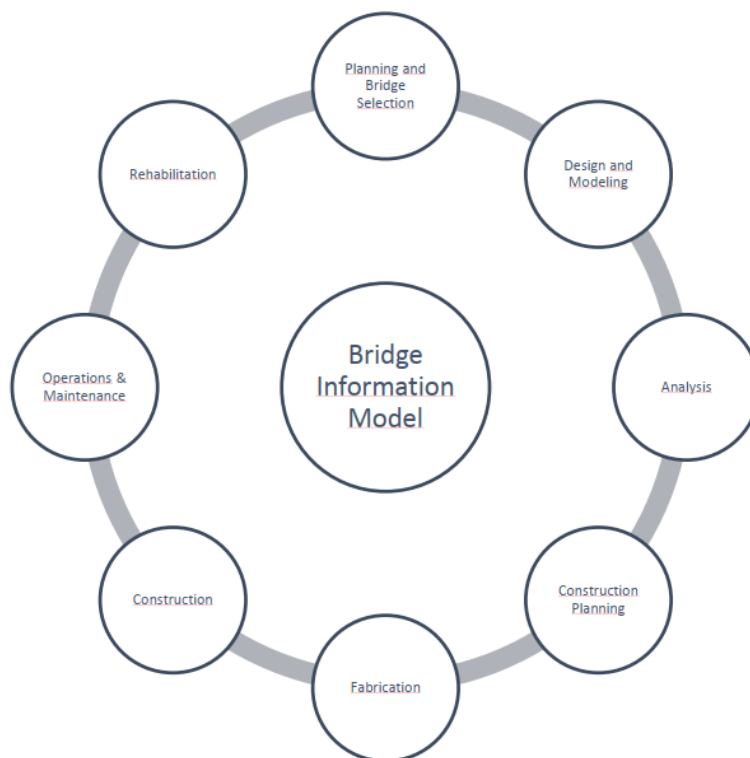 Planning and
Bridge
Selection
Design and
Modeling
Analysis
Construction
Planning
Fabrication
Construction
Operations &
Maintenance
Rehabilitation
Bridge
Information
Model